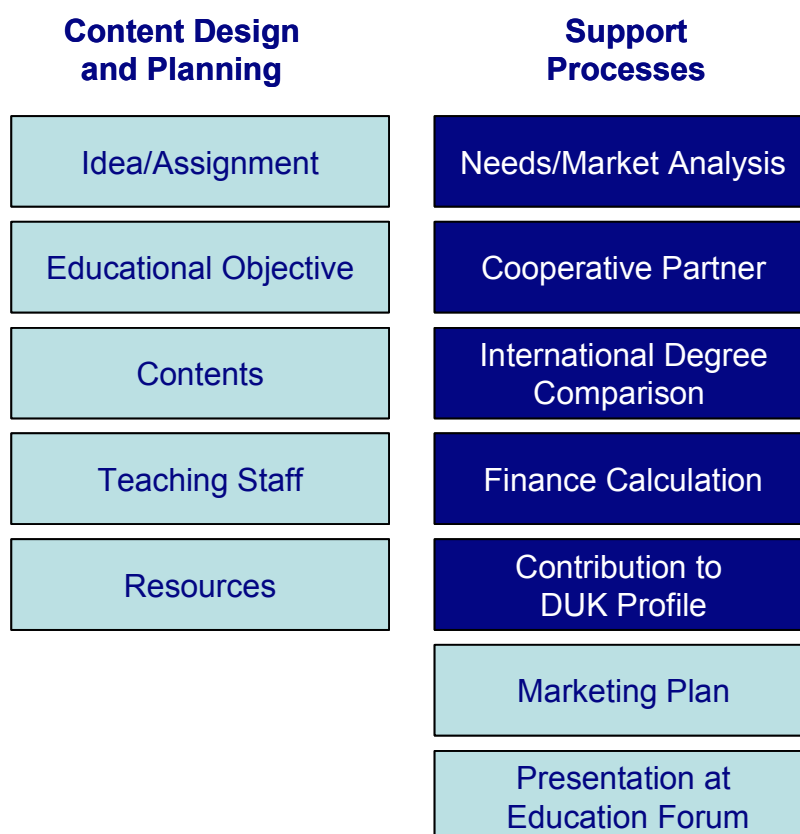 Content Design
and Planning
Idea/Assignment
Educational Objective
Contents
Teaching Staff
Resources
Support
Processes
Needs/Market Analysis
Cooperative Partner
International Degree
Comparison
Finance Calculation
Contribution to
DUK Profile
Marketing Plan
Presentation at
Education Forum